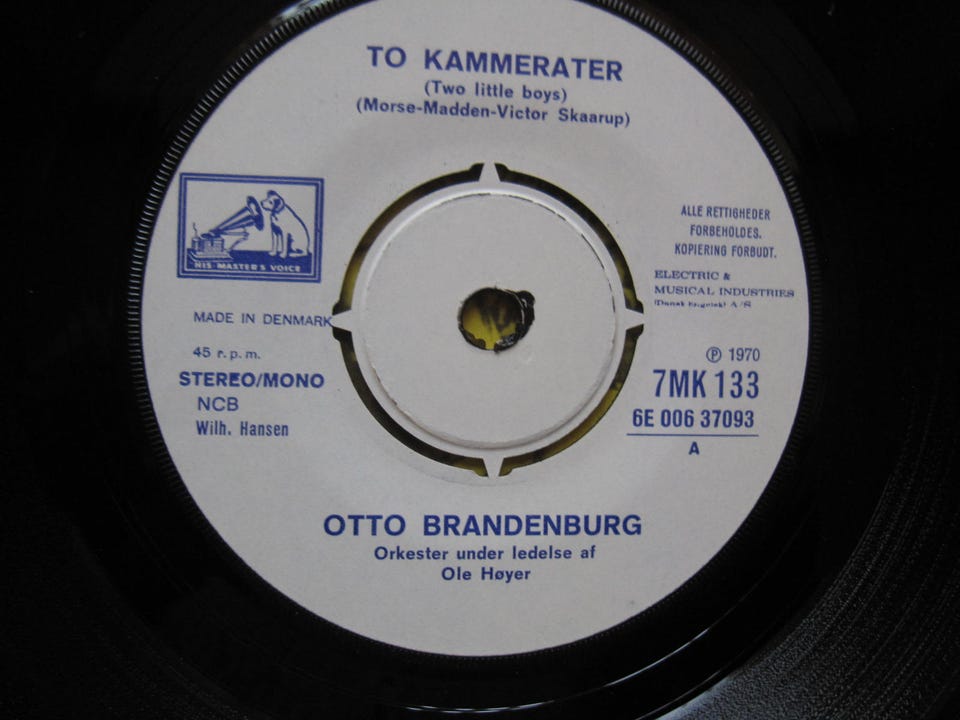 TO KAMMERATER
(Two little boys)
(Morse-Madden-Victor Skaarup)
HIS MASTER'S VOICE
ALLE RETTIGHEDER
FORBEHOLDES.
KOPIERING FORBUDT.
ELECTRIC &
MUSICAL INDUSTRIES
(Dansk Engelsk) A/S
MADE IN DENMARK
45 r.p.m.
STEREO/MONO
NCB
Wilh. Hansen
℗ 1970
7MK 133
6E 006 37093
A
OTTO BRANDENBURG
Orkester under ledelse af
Ole Høyer